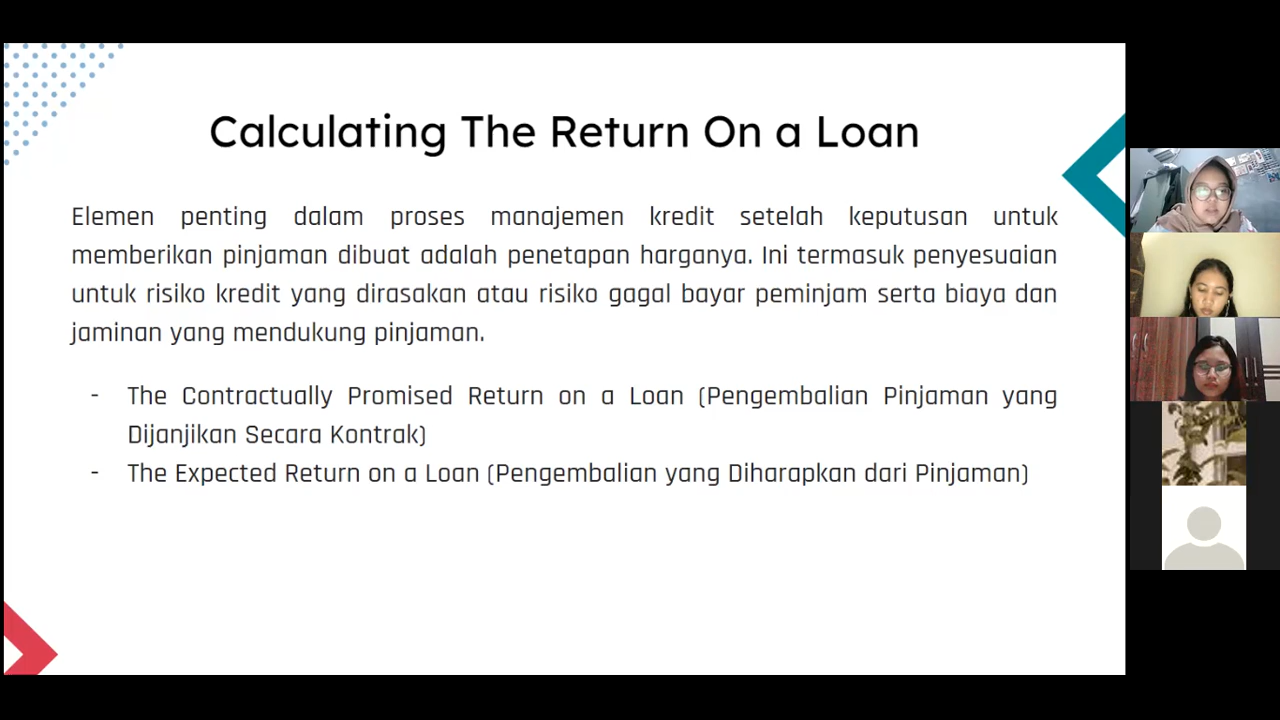 Calculating The Return On a Loan
Elemen penting dalam proses manajemen kredit setelah keputusan untuk
memberikan pinjaman dibuat adalah penetapan harganya. Ini termasuk penyesuaian
untuk risiko kredit yang dirasakan atau risiko gagal bayar peminjam serta biaya dan
jaminan yang mendukung pinjaman.
- The Contractually Promised Return on a Loan (Pengembalian Pinjaman yang
Dijanjikan Secara Kontrak)
- The Expected Return on a Loan (Pengembalian yang Diharapkan dari Pinjaman)